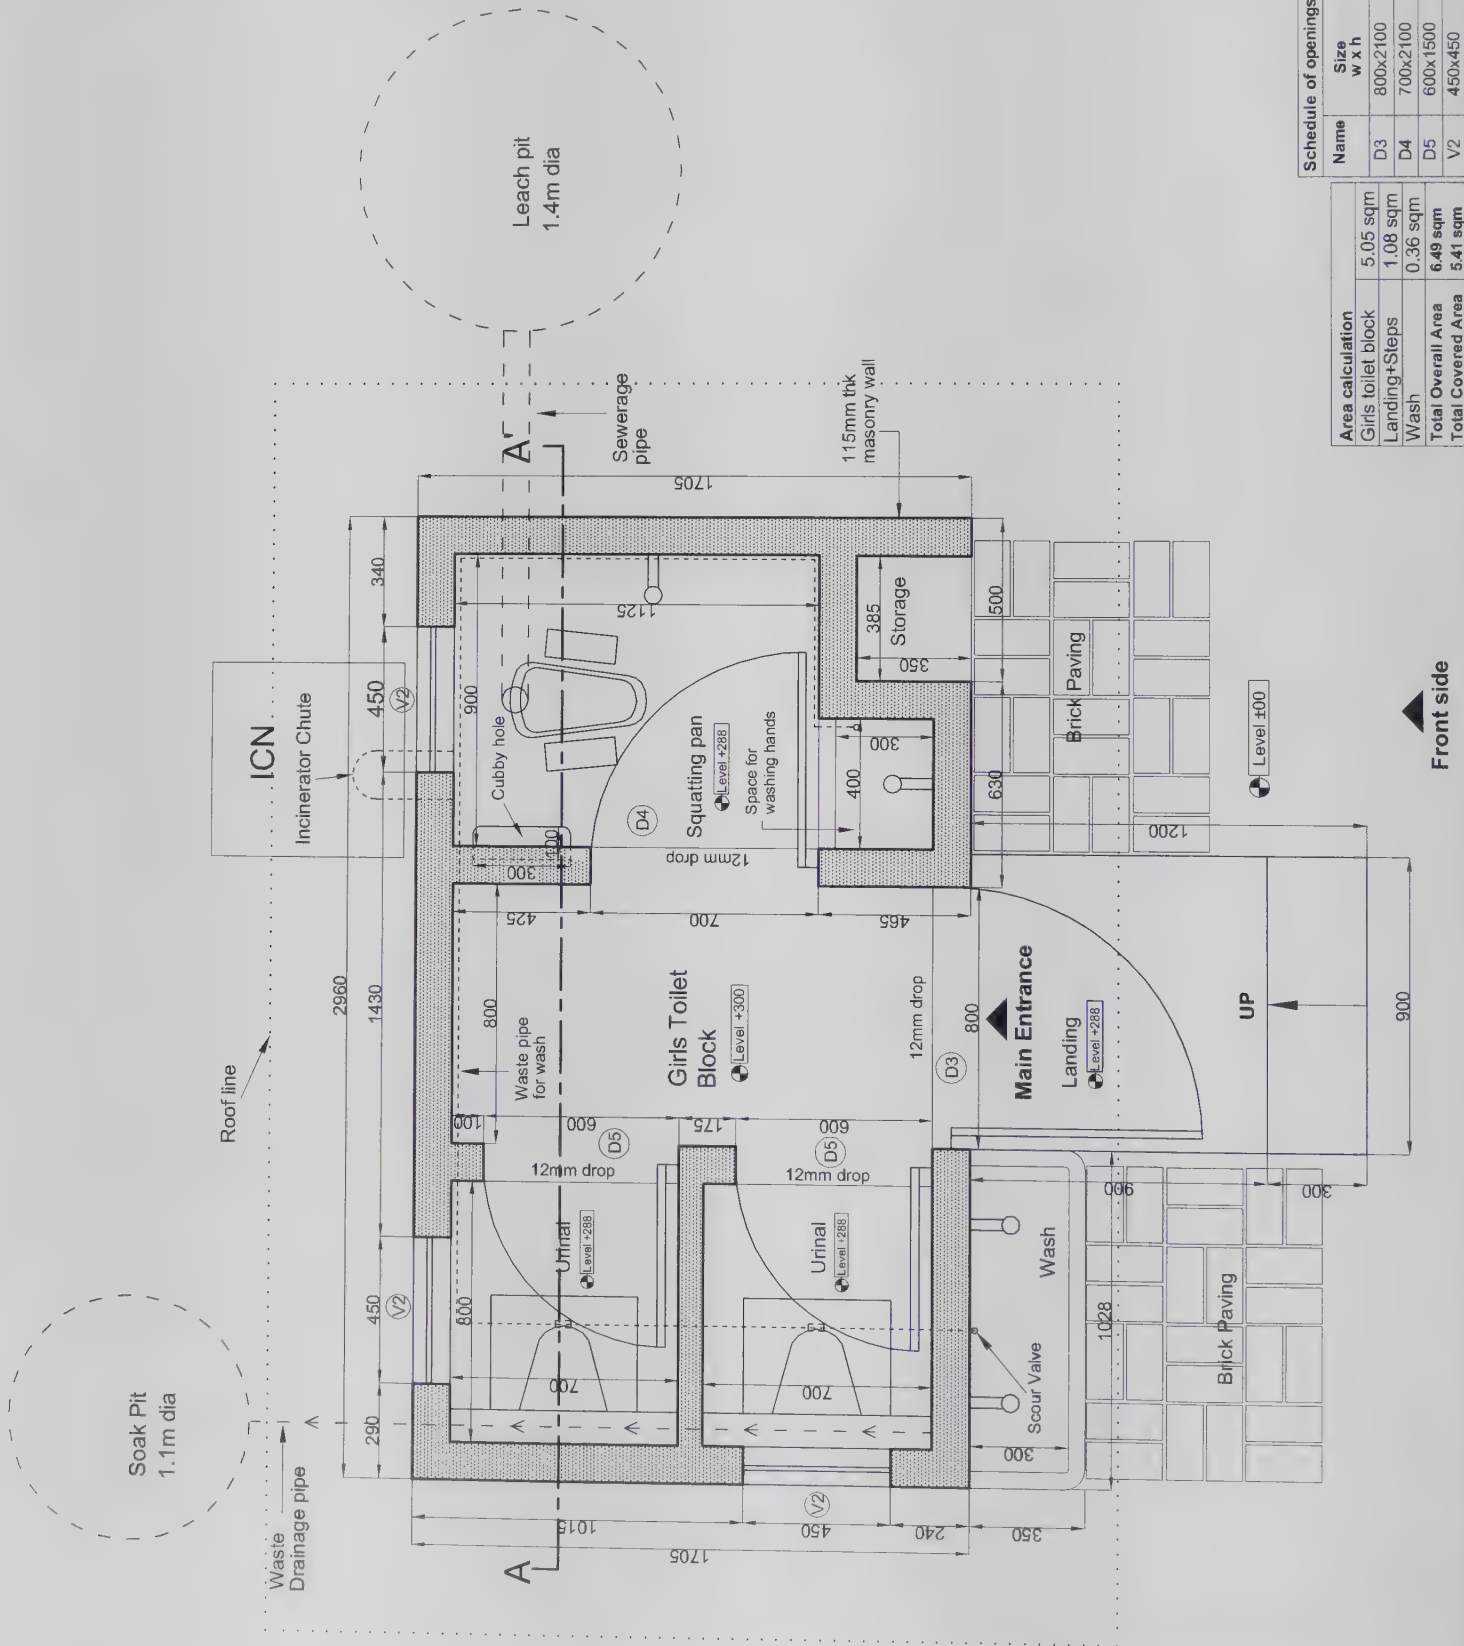 Soak Pit
1.1m dia
Waste
Drainage pipe
Roof line
ICN
Incinerator Chute
Leach pit
1.4m dia
Sewerage
pipe
115mm thk
masonry wall
2960
290
450
V2
1430
450
V2
340
A
A'
1705
1015
450
V2
240
350
1705
800
700
Urinal
Level +288
12mm drop
D5
100
600
175
600
700
Urinal
Level +288
12mm drop
D5
800
Waste pipe
for wash
Girls Toilet
Block
Level +300
425
700
465
300
Cubby hole
900
1125
D4
12mm drop
Squatting pan
Level +288
Space for
washing hands
400
300
385
Storage
350
500
630
12mm drop
D3
800
Main Entrance
Landing
Level +288
UP
900
1200
900
300
Wash
Scour Valve
1028
300
Brick Paving
Brick Paving
Level ±00
Front side
Area calculation
Girls toilet block 5.05 sqm
Landing+Steps 1.08 sqm
Wash 0.36 sqm
Total Overall Area 6.49 sqm
Total Covered Area 5.41 sqm
Schedule of openings
Name Size w x h
D3 800x2100
D4 700x2100
D5 600x1500
V2 450x450